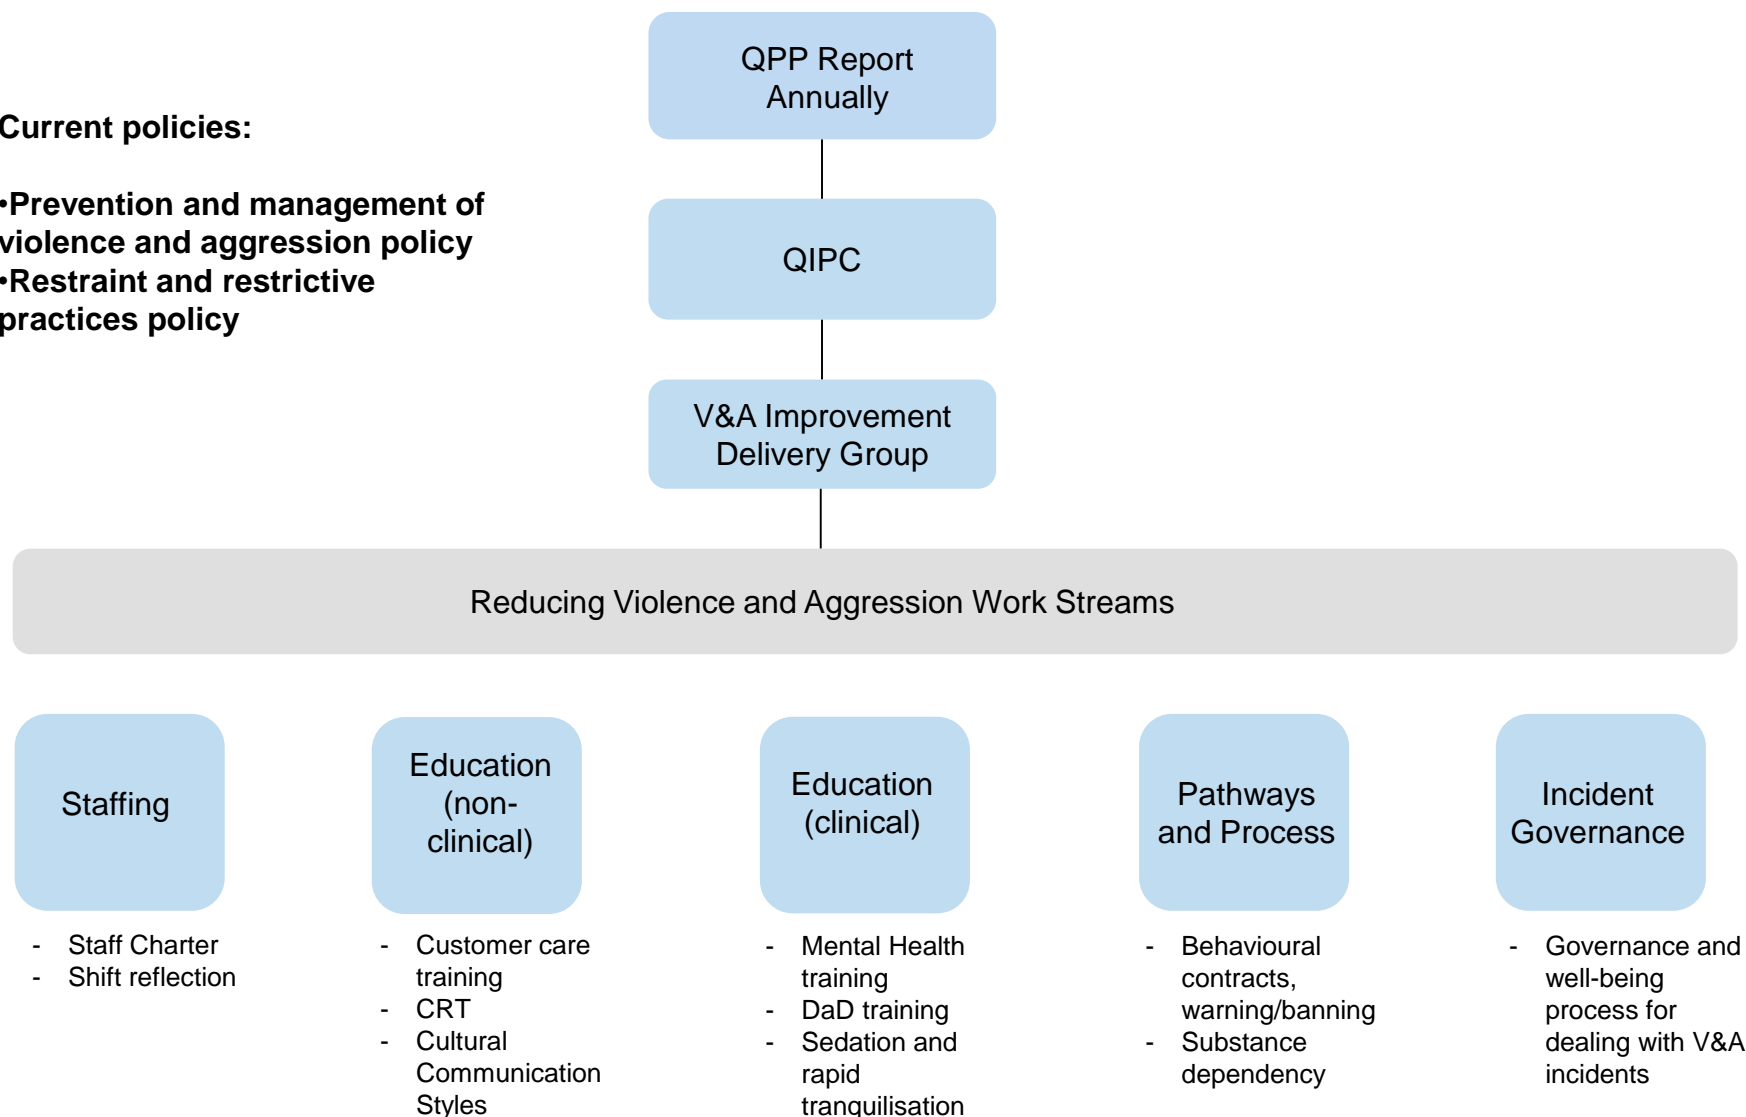 QPP Report
Annually
Current policies:
•Prevention and management of
violence and aggression policy
•Restraint and restrictive
practices policy
QIPC
V&A Improvement
Delivery Group
Reducing Violence and Aggression Work Streams
Staffing
- Staff Charter
- Shift reflection
Education
(non-
clinical)
- Customer care
training
- CRT
- Cultural
Communication
Styles
Education
(clinical)
- Mental Health
training
- DaD training
- Sedation and
rapid
tranquilisation
Pathways
and Process
- Behavioural
contracts,
warning/banning
- Substance
dependency
Incident
Governance
- Governance and
well-being
process for
dealing with V&A
incidents